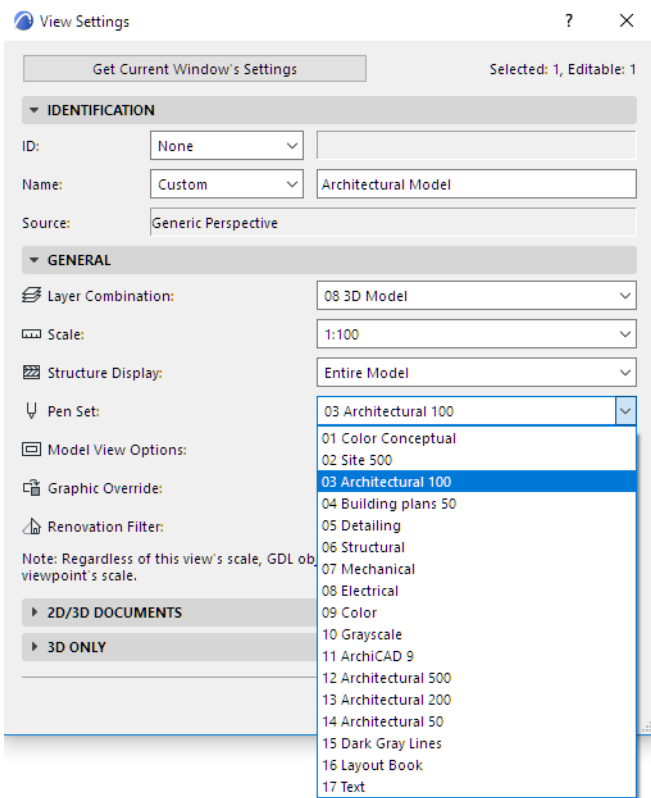 View Settings ? ×
Get Current Window's Settings Selected: 1, Editable: 1
IDENTIFICATION
ID: None
Name: Custom Architectural Model
Source: Generic Perspective
GENERAL
Layer Combination: 08 3D Model
Scale: 1:100
Structure Display: Entire Model
Pen Set: 03 Architectural 100
Model View Options:
Graphic Override:
Renovation Filter:
Note: Regardless of this view's scale, GDL obj
viewpoint's scale.
2D/3D DOCUMENTS
3D ONLY
01 Color Conceptual
02 Site 500
03 Architectural 100
04 Building plans 50
05 Detailing
06 Structural
07 Mechanical
08 Electrical
09 Color
10 Grayscale
11 ArchiCAD 9
12 Architectural 500
13 Architectural 200
14 Architectural 50
15 Dark Gray Lines
16 Layout Book
17 Text